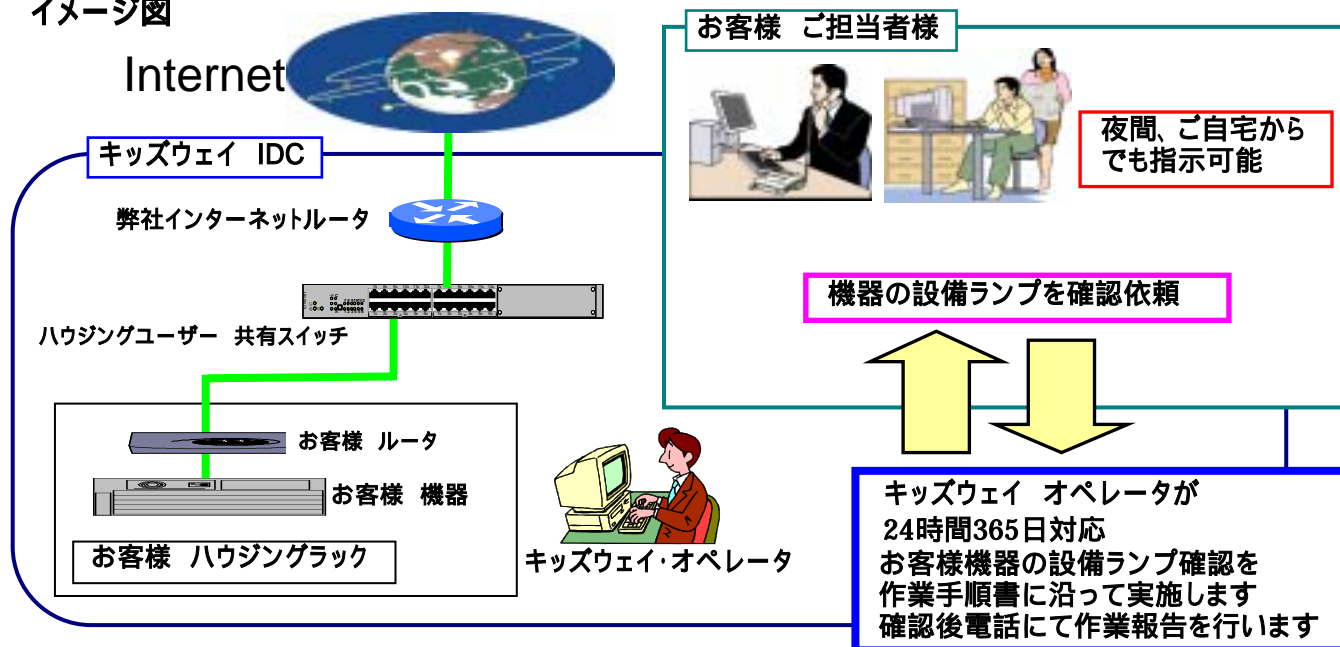 イメージ図
Internet
お客様 ご担当者様
夜間、ご自宅から
でも指示可能
キッズウェイ IDC
弊社インターネットルータ
機器の設備ランプを確認依頼
ハウジングユーザー 共有スイッチ
お客様 ルータ
お客様 機器
お客様 ハウジングラック
キッズウェイ・オペレータ
キッズウェイ オペレータが
24時間365日対応
お客様機器の設備ランプ確認を
作業手順書に沿って実施します
確認後電話にて作業報告を行います